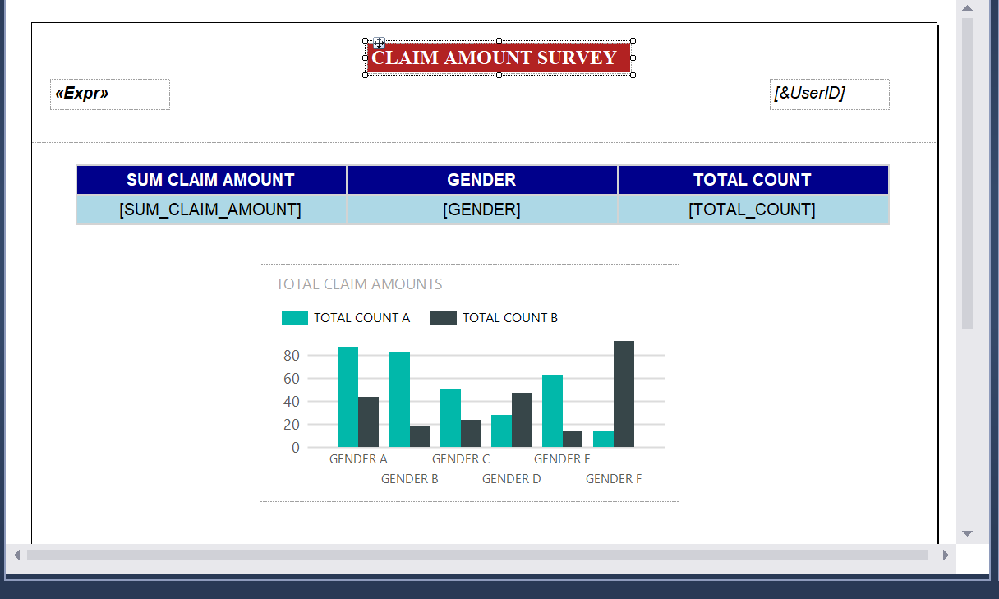 CLAIM AMOUNT SURVEY
«Expr»
[&UserID]
SUM CLAIM AMOUNT GENDER TOTAL COUNT
[SUM_CLAIM_AMOUNT] [GENDER] [TOTAL_COUNT]
TOTAL CLAIM AMOUNTS
TOTAL COUNT A TOTAL COUNT B
80
60
40
20
0
GENDER A GENDER C GENDER E
GENDER B GENDER D GENDER F